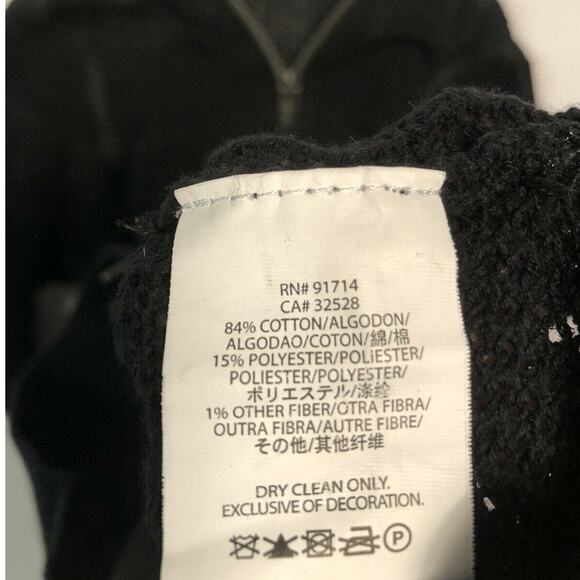 RN# 91714
CA# 32528
84% COTTON/ALGODON/
ALGODAO/COTON/綿/棉
15% POLYESTER/POLIESTER/
POLIESTER/POLYESTER/
ポリエステル/涤纶
1% OTHER FIBER/OTRA FIBRA/
OUTRA FIBRA/AUTRE FIBRE/
その他/其他纤维
DRY CLEAN ONLY.
EXCLUSIVE OF DECORATION.
P